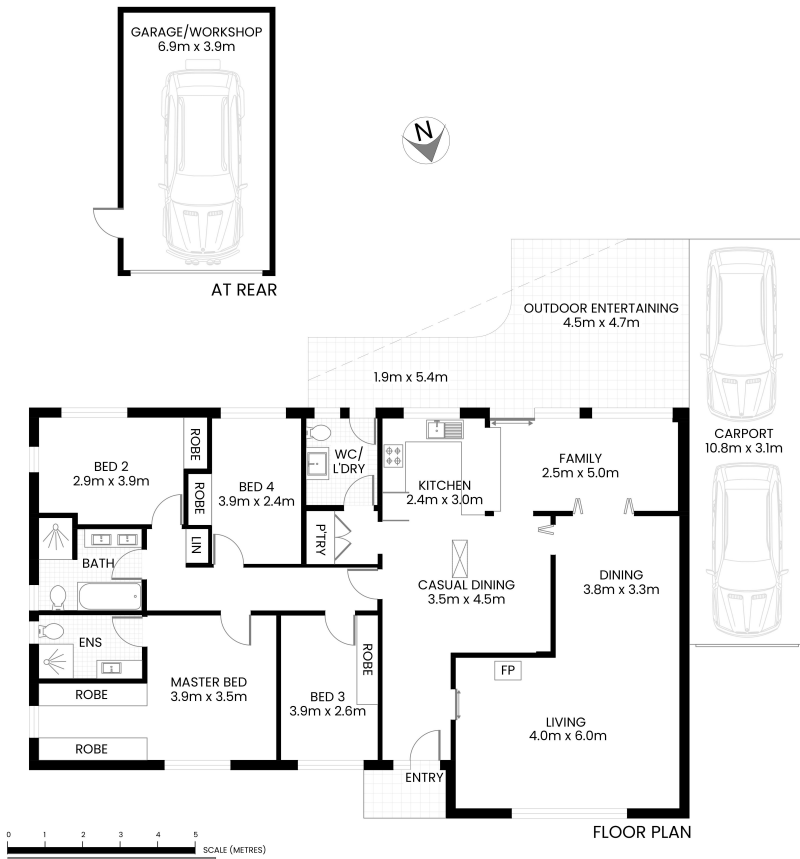 GARAGE/WORKSHOP
6.9m x 3.9m
N
AT REAR
OUTDOOR ENTERTAINING
4.5m x 4.7m
1.9m x 5.4m
CARPORT
10.8m x 3.1m
BED 2
2.9m x 3.9m
ROBE
ROBE
LIN
BED 4
3.9m x 2.4m
WC/
L'DRY
P'TRY
KITCHEN
2.4m x 3.0m
FAMILY
2.5m x 5.0m
BATH
CASUAL DINING
3.5m x 4.5m
DINING
3.8m x 3.3m
ENS
ROBE
ROBE
MASTER BED
3.9m x 3.5m
BED 3
3.9m x 2.6m
ROBE
FP
LIVING
4.0m x 6.0m
ENTRY
FLOOR PLAN
0 1 2 3 4 5
SCALE (METRES)